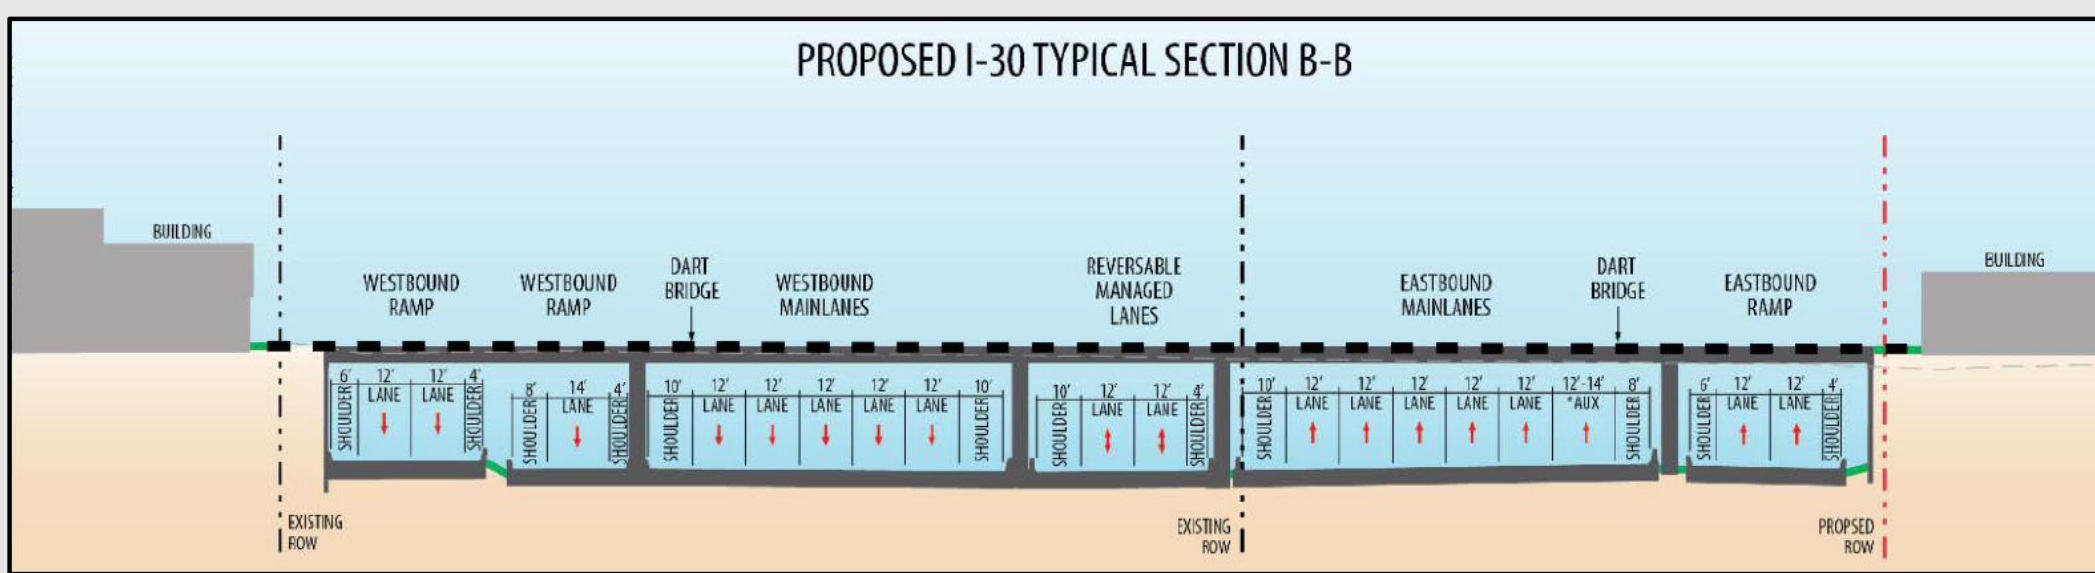 PROPOSED I-30 TYPICAL SECTION B-B
BUILDING
WESTBOUND
RAMP
WESTBOUND
RAMP
DART
BRIDGE
WESTBOUND
MAINLANES
REVERSABLE
MANAGED
LANES
EASTBOUND
MAINLANES
DART
BRIDGE
EASTBOUND
RAMP
BUILDING
6' 12' 12' 4'
SHOULDER LANE LANE SHOULDER
8' 14' 4'
SHOULDER LANE SHOULDER
10' 12' 12' 12' 12' 12' 10'
SHOULDER LANE LANE LANE LANE LANE SHOULDER
10' 12' 12' 4'
SHOULDER LANE LANE SHOULDER
10' 12' 12' 12' 12' 12' 12'-14' 8'
SHOULDER LANE LANE LANE LANE LANE *AUX SHOULDER
6' 12' 12' 4'
SHOULDER LANE LANE SHOULDER
EXISTING
ROW
EXISTING
ROW
PROPSED
ROW